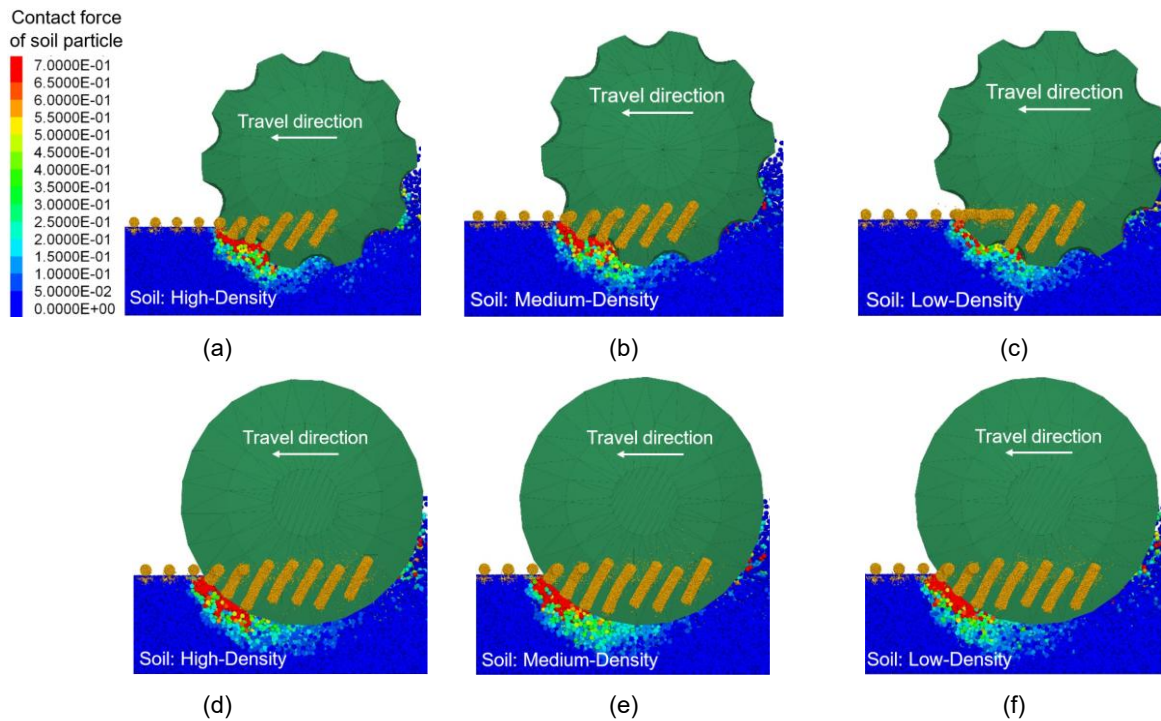 Contact force
of soil particle
7.0000E-01
6.5000E-01
6.0000E-01
5.5000E-01
5.0000E-01
4.5000E-01
4.0000E-01
3.5000E-01
3.0000E-01
2.5000E-01
2.0000E-01
1.5000E-01
1.0000E-01
5.0000E-02
0.0000E+00
Travel direction
Soil: High-Density
(a)
Travel direction
Soil: Medium-Density
(b)
Travel direction
Soil: Low-Density
(c)
Travel direction
Soil: High-Density
(d)
Travel direction
Soil: Medium-Density
(e)
Travel direction
Soil: Low-Density
(f)